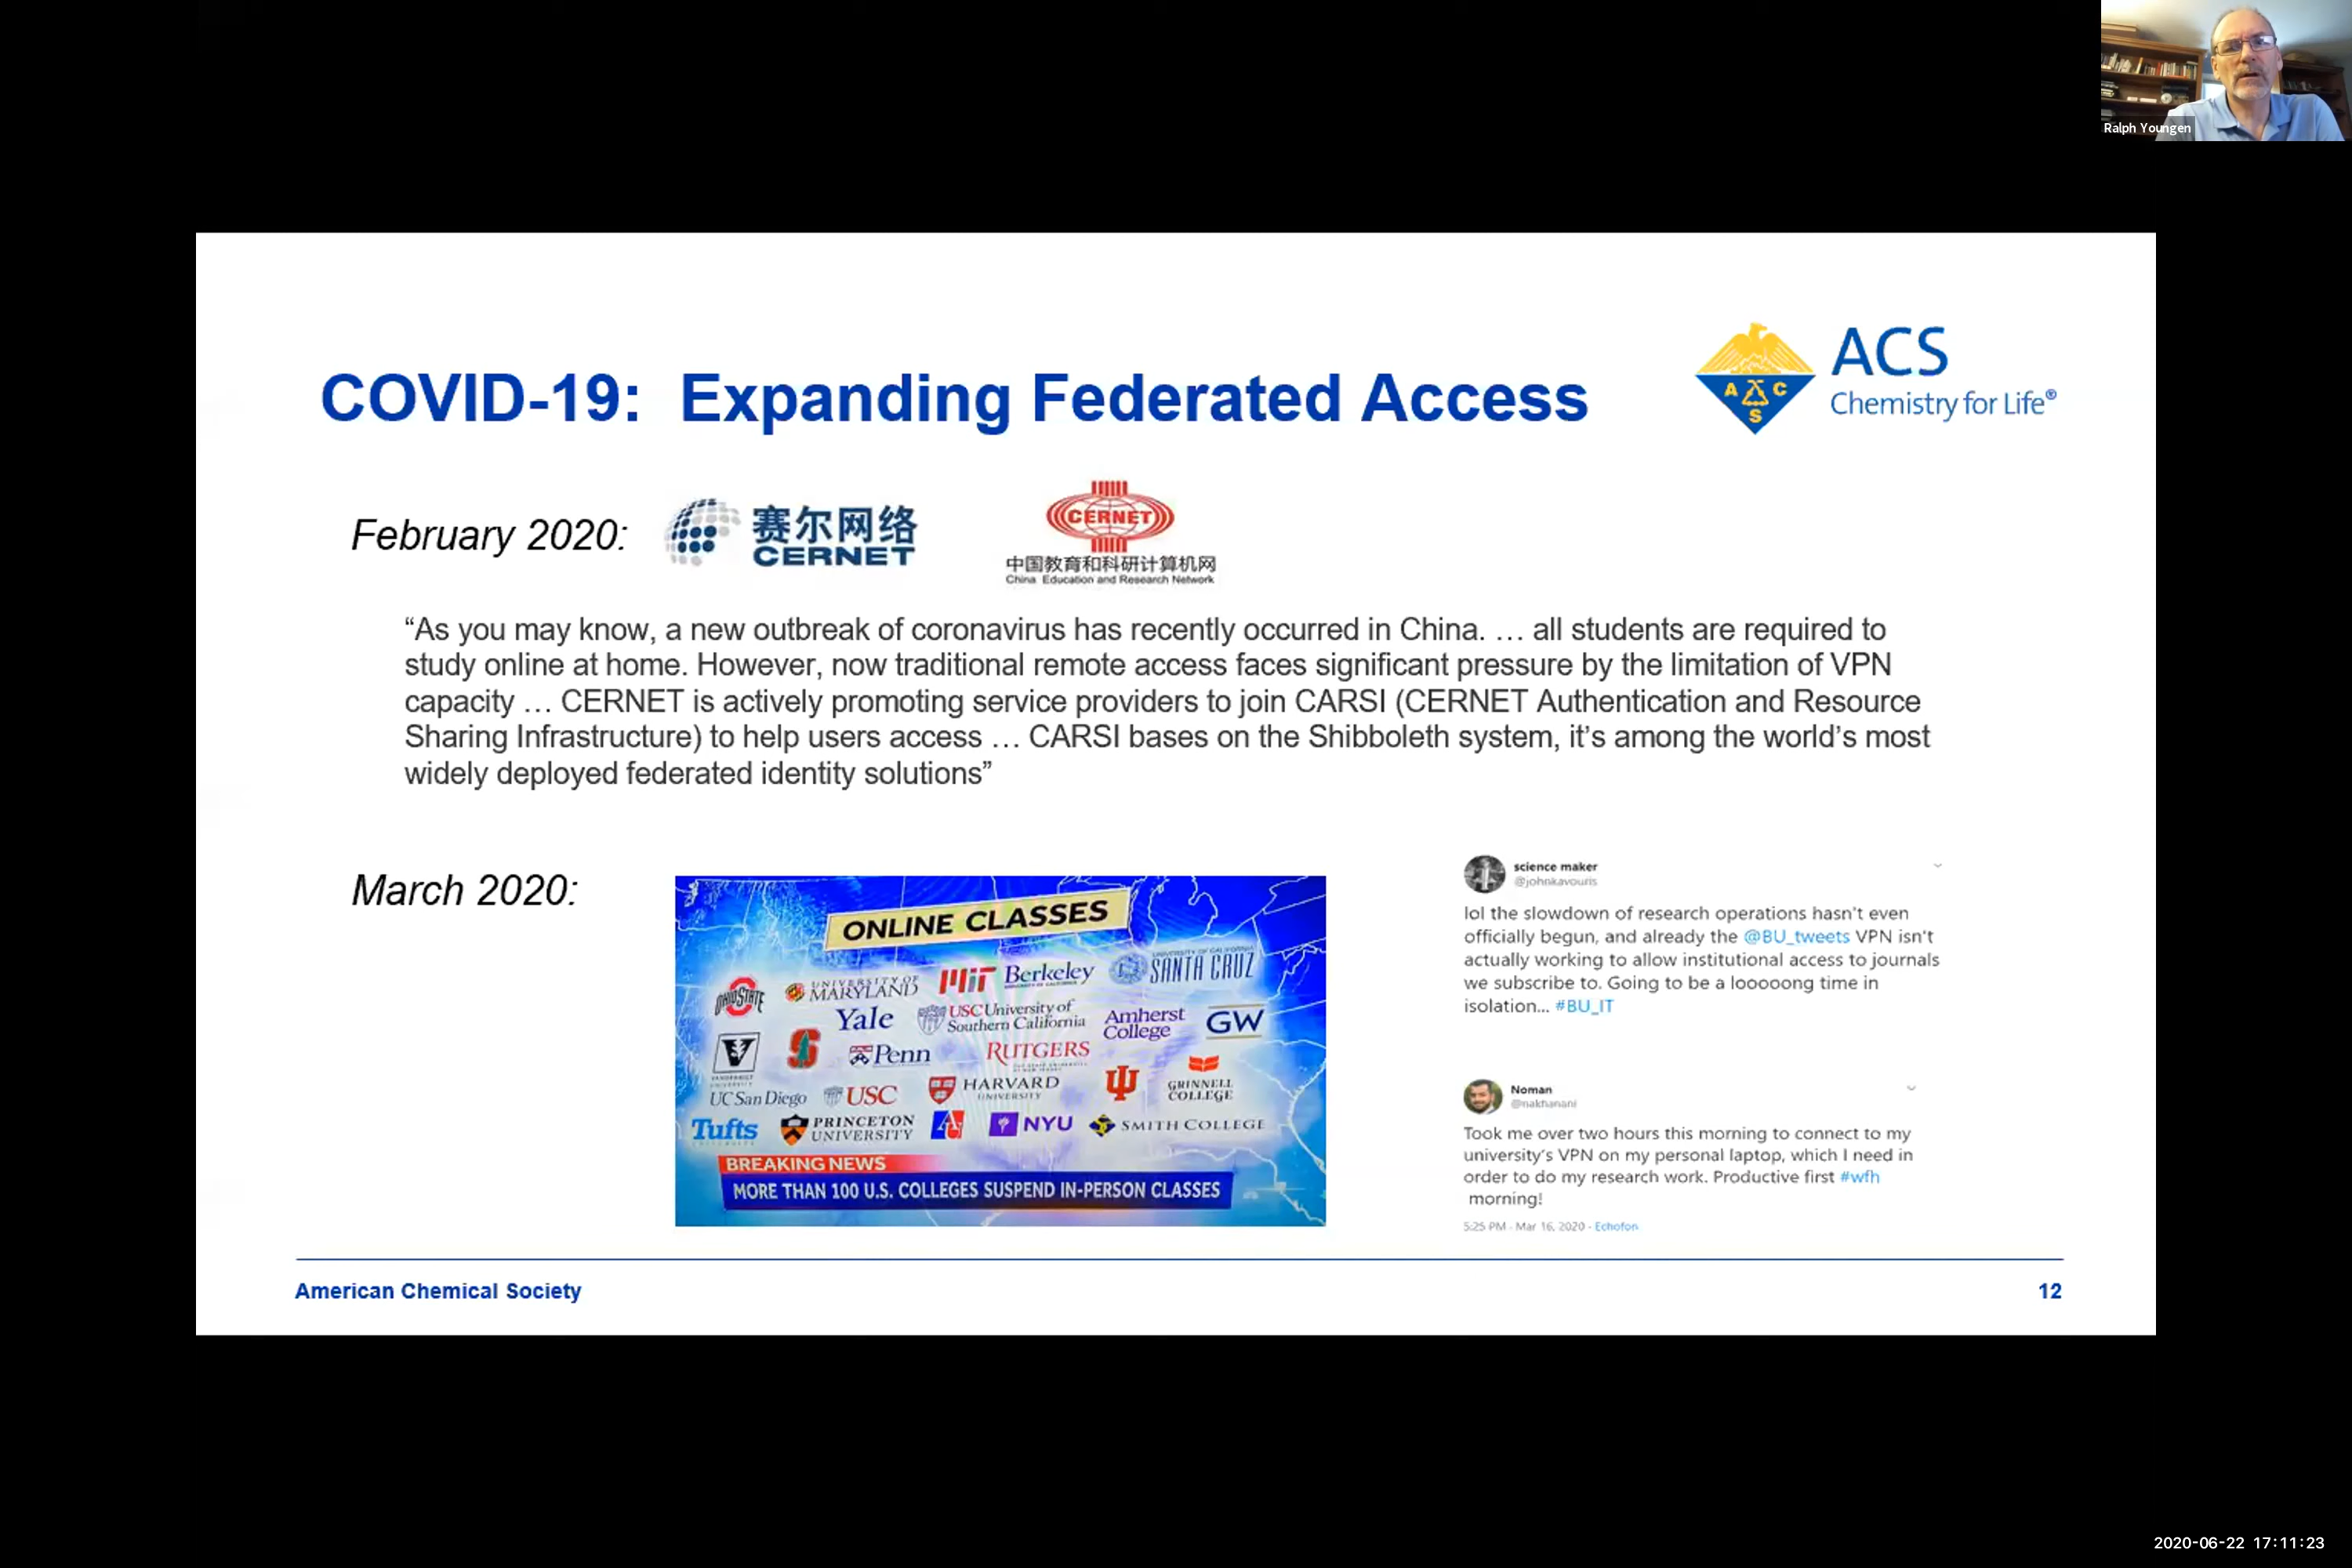 Ralph Youngen
COVID-19: Expanding Federated Access
ACS
Chemistry for Life®
A C
S
February 2020:
赛尔网络
CERNET
CERNET
中国教育和科研计算机网
China Education and Research Network
“As you may know, a new outbreak of coronavirus has recently occurred in China. … all students are required to
study online at home. However, now traditional remote access faces significant pressure by the limitation of VPN
capacity … CERNET is actively promoting service providers to join CARSI (CERNET Authentication and Resource
Sharing Infrastructure) to help users access … CARSI bases on the Shibboleth system, it’s among the world’s most
widely deployed federated identity solutions”
March 2020:
ONLINE CLASSES
OHIO STATE
UNIVERSITY OF
MARYLAND
MIT
Berkeley
UNIVERSITY OF CALIFORNIA
SANTA CRUZ
Yale
USC University of
Southern California
Amherst
College
GW
V
VANDERBILT
UNIVERSITY
S
Penn
RUTGERS
UC San Diego
USC
HARVARD
UNIVERSITY
IU
GRINNELL
COLLEGE
Tufts
PRINCETON
UNIVERSITY
AU
NYU
SMITH COLLEGE
BREAKING NEWS
MORE THAN 100 U.S. COLLEGES SUSPEND IN-PERSON CLASSES
science maker
@johnkavouris
lol the slowdown of research operations hasn't even
officially begun, and already the @BU_tweets VPN isn't
actually working to allow institutional access to journals
we subscribe to. Going to be a looooong time in
isolation... #BU_IT
Noman
@nakhanani
Took me over two hours this morning to connect to my
university's VPN on my personal laptop, which I need in
order to do my research work. Productive first #wfh
morning!
5:25 PM - Mar 16, 2020 - Echofon
American Chemical Society
12
2020-06-22 17:11:23